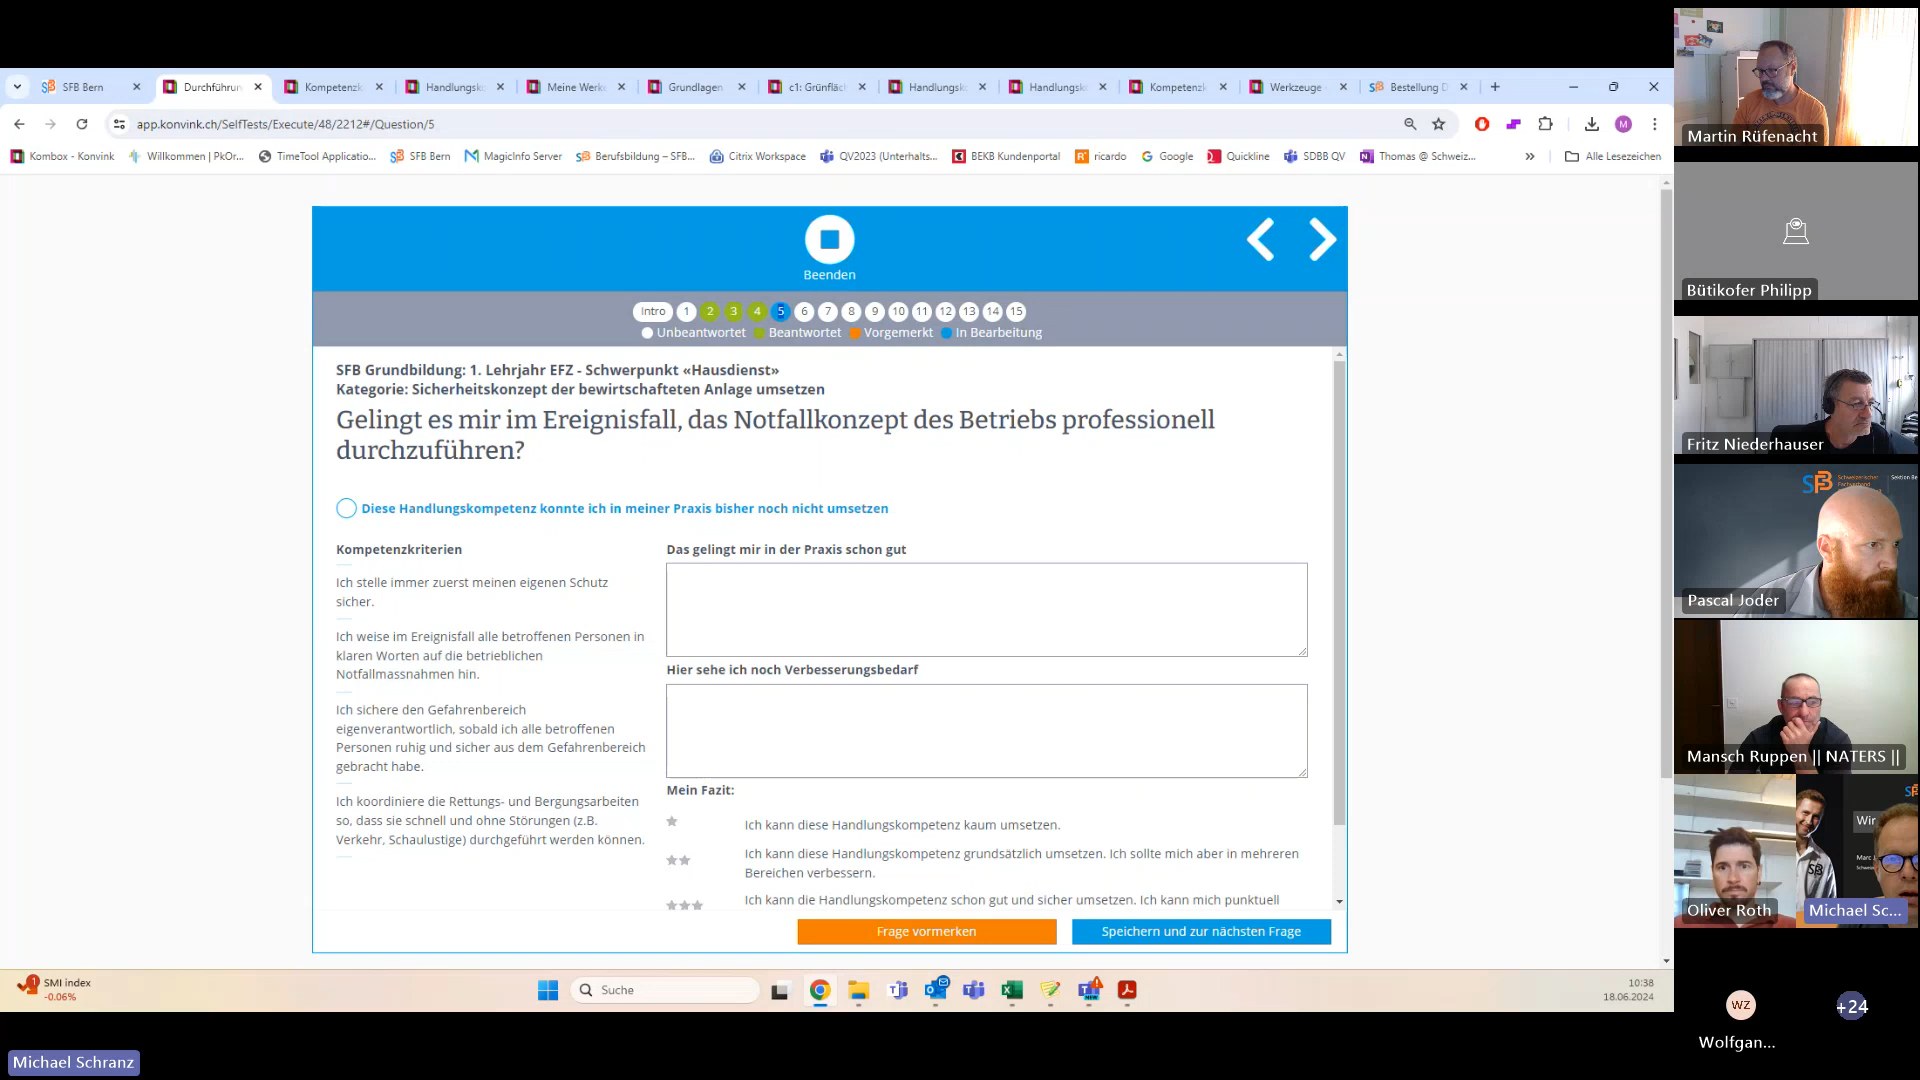 SFB Bern
Durchführun
Kompetenzk
Handlungsk
Meine Werk
Grundlagen
c1: Grünfläc
Handlungsk
Handlungsk
Kompetenzk
Werkzeuge
Bestellung D
app.konvink.ch/SelfTests/Execute/48/2212#/Question/5
M
Kombox - Konvink
Willkommen | PkOr...
TimeTool Applicatio...
SFB Bern
MagicInfo Server
Berufsbildung – SFB...
Citrix Workspace
QV2023 (Unterhalts...
BEKB Kundenportal
ricardo
Google
Quickline
SDBB QV
Thomas @ Schweiz...
Alle Lesezeichen
Beenden
Intro 1 2 3 4 5 6 7 8 9 10 11 12 13 14 15
Unbeantwortet Beantwortet Vorgemerkt In Bearbeitung
SFB Grundbildung: 1. Lehrjahr EFZ - Schwerpunkt «Hausdienst»
Kategorie: Sicherheitskonzept der bewirtschafteten Anlage umsetzen
Gelingt es mir im Ereignisfall, das Notfallkonzept des Betriebs professionell
durchzuführen?
Diese Handlungskompetenz konnte ich in meiner Praxis bisher noch nicht umsetzen
Kompetenzkriterien
Ich stelle immer zuerst meinen eigenen Schutz
sicher.
Ich weise im Ereignisfall alle betroffenen Personen in
klaren Worten auf die betrieblichen
Notfallmassnahmen hin.
Ich sichere den Gefahrenbereich
eigenverantwortlich, sobald ich alle betroffenen
Personen ruhig und sicher aus dem Gefahrenbereich
gebracht habe.
Ich koordiniere die Rettungs- und Bergungsarbeiten
so, dass sie schnell und ohne Störungen (z.B.
Verkehr, Schaulustige) durchgeführt werden können.
Das gelingt mir in der Praxis schon gut
Hier sehe ich noch Verbesserungsbedarf
Mein Fazit:
Ich kann diese Handlungskompetenz kaum umsetzen.
Ich kann diese Handlungskompetenz grundsätzlich umsetzen. Ich sollte mich aber in mehreren
Bereichen verbessern.
Ich kann die Handlungskompetenz schon gut und sicher umsetzen. Ich kann mich punktuell
Frage vormerken
Speichern und zur nächsten Frage
1
SMI index
-0.06%
Suche
10:38
18.06.2024
Michael Schranz
Martin Rüfenacht
Bütikofer Philipp
Fritz Niederhauser
SFB
Sektion Be
Pascal Joder
Mansch Ruppen || NATERS ||
Oliver Roth
Wir
Michael Sc...
WZ
+24
Wolfgan...